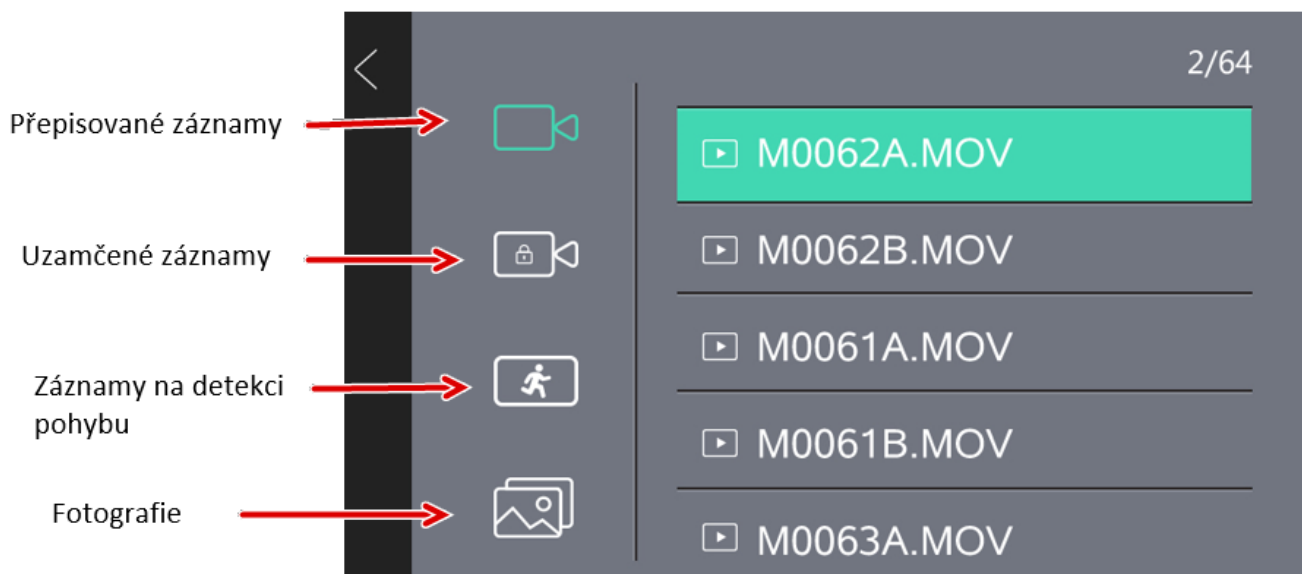 2/64
Přepisované záznamy
M0062A.MOV
Uzamčené záznamy
M0062B.MOV
M0061A.MOV
Záznamy na detekci
pohybu
M0061B.MOV
Fotografie
M0063A.MOV